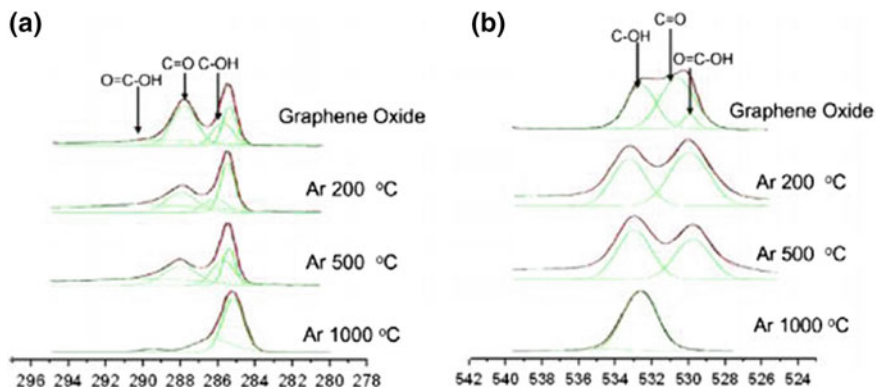 (a)
O=C-OH
C=O
C-OH
Graphene Oxide
Ar 200 °C
Ar 500 °C
Ar 1000 °C
296 294 292 290 288 286 284 282 280 278
(b)
C-OH
C=O
O=C-OH
Graphene Oxide
Ar 200 °C
Ar 500 °C
Ar 1000 °C
542 540 538 536 534 532 530 528 526 524